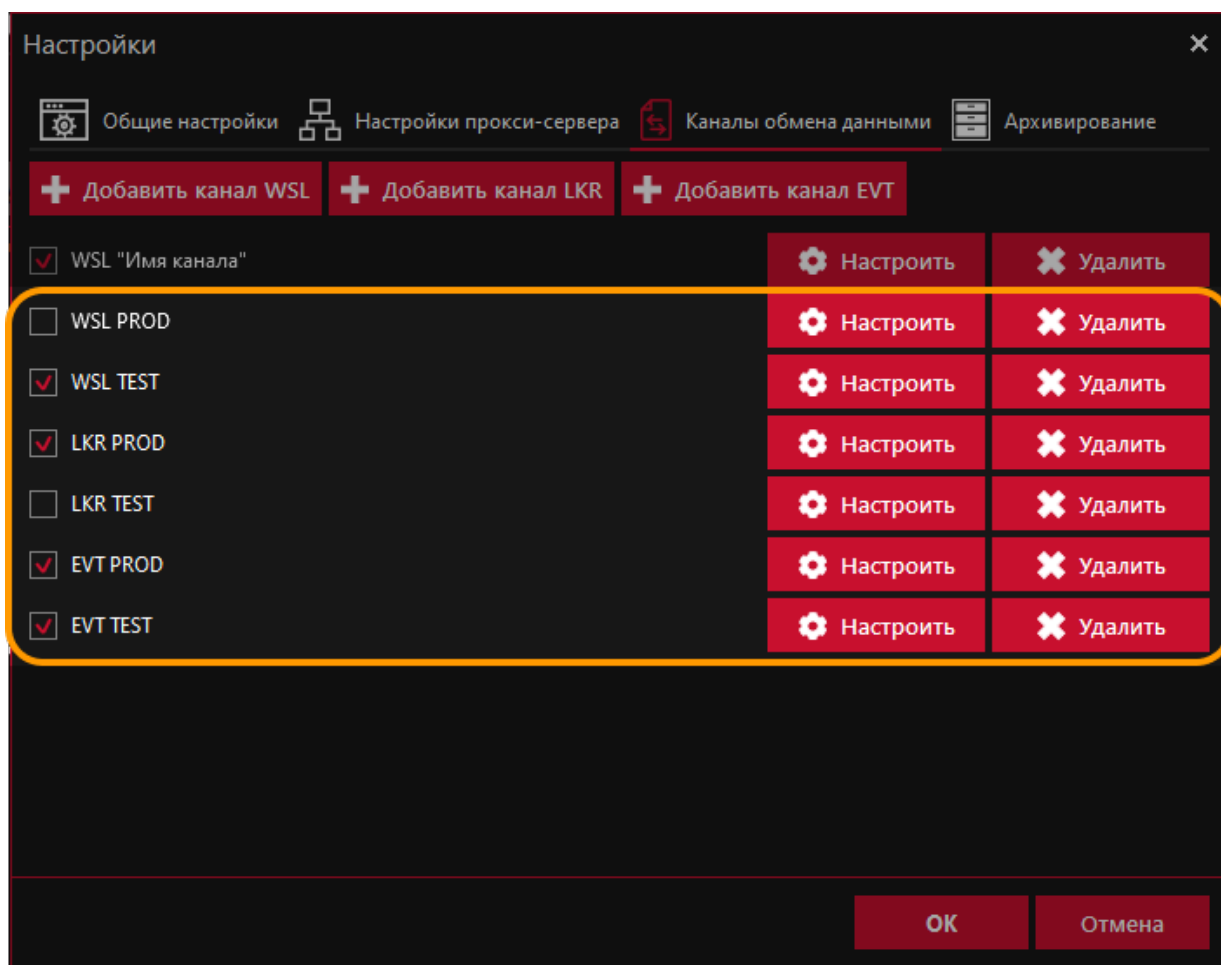 Настройки
Общие настройки Настройки прокси-сервера Каналы обмена данными Архивирование
Добавить канал WSL Добавить канал LKR Добавить канал EVT
WSL "Имя канала" Настроить Удалить
WSL PROD Настроить Удалить
WSL TEST Настроить Удалить
LKR PROD Настроить Удалить
LKR TEST Настроить Удалить
EVT PROD Настроить Удалить
EVT TEST Настроить Удалить
OK Отмена